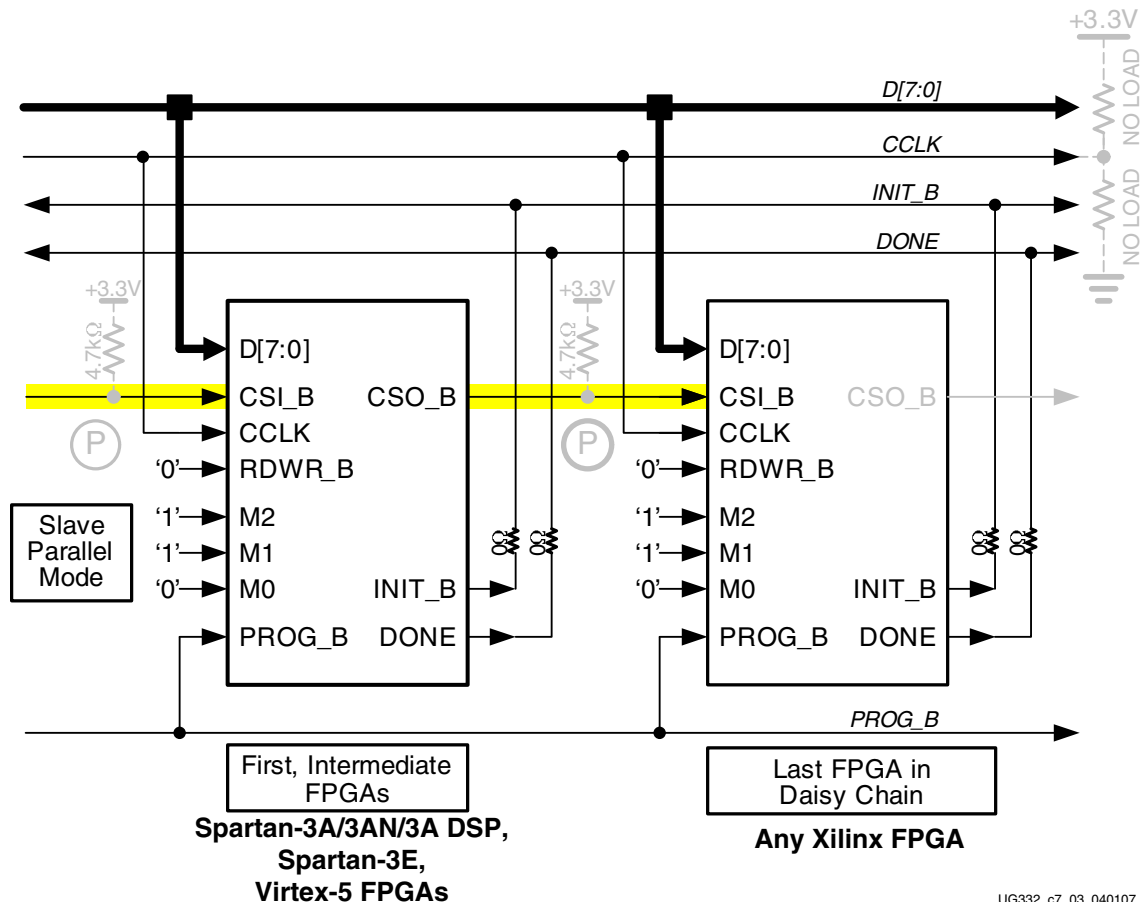 +3.3V
NO LOAD
NO LOAD
D[7:0]
CCLK
INIT_B
DONE
+3.3V
4.7kΩ
P
D[7:0]
CSI_B
CSO_B
CCLK
'0'
RDWR_B
'1'
M2
'1'
M1
'0'
M0
INIT_B
PROG_B
DONE
0Ω
0Ω
Slave
Parallel
Mode
+3.3V
4.7kΩ
P
D[7:0]
CSI_B
CSO_B
CCLK
'0'
RDWR_B
'1'
M2
'1'
M1
'0'
M0
INIT_B
PROG_B
DONE
0Ω
0Ω
PROG_B
First, Intermediate
FPGAs
Spartan-3A/3AN/3A DSP,
Spartan-3E,
Virtex-5 FPGAs
Last FPGA in
Daisy Chain
Any Xilinx FPGA
UG332_c7_03_040107